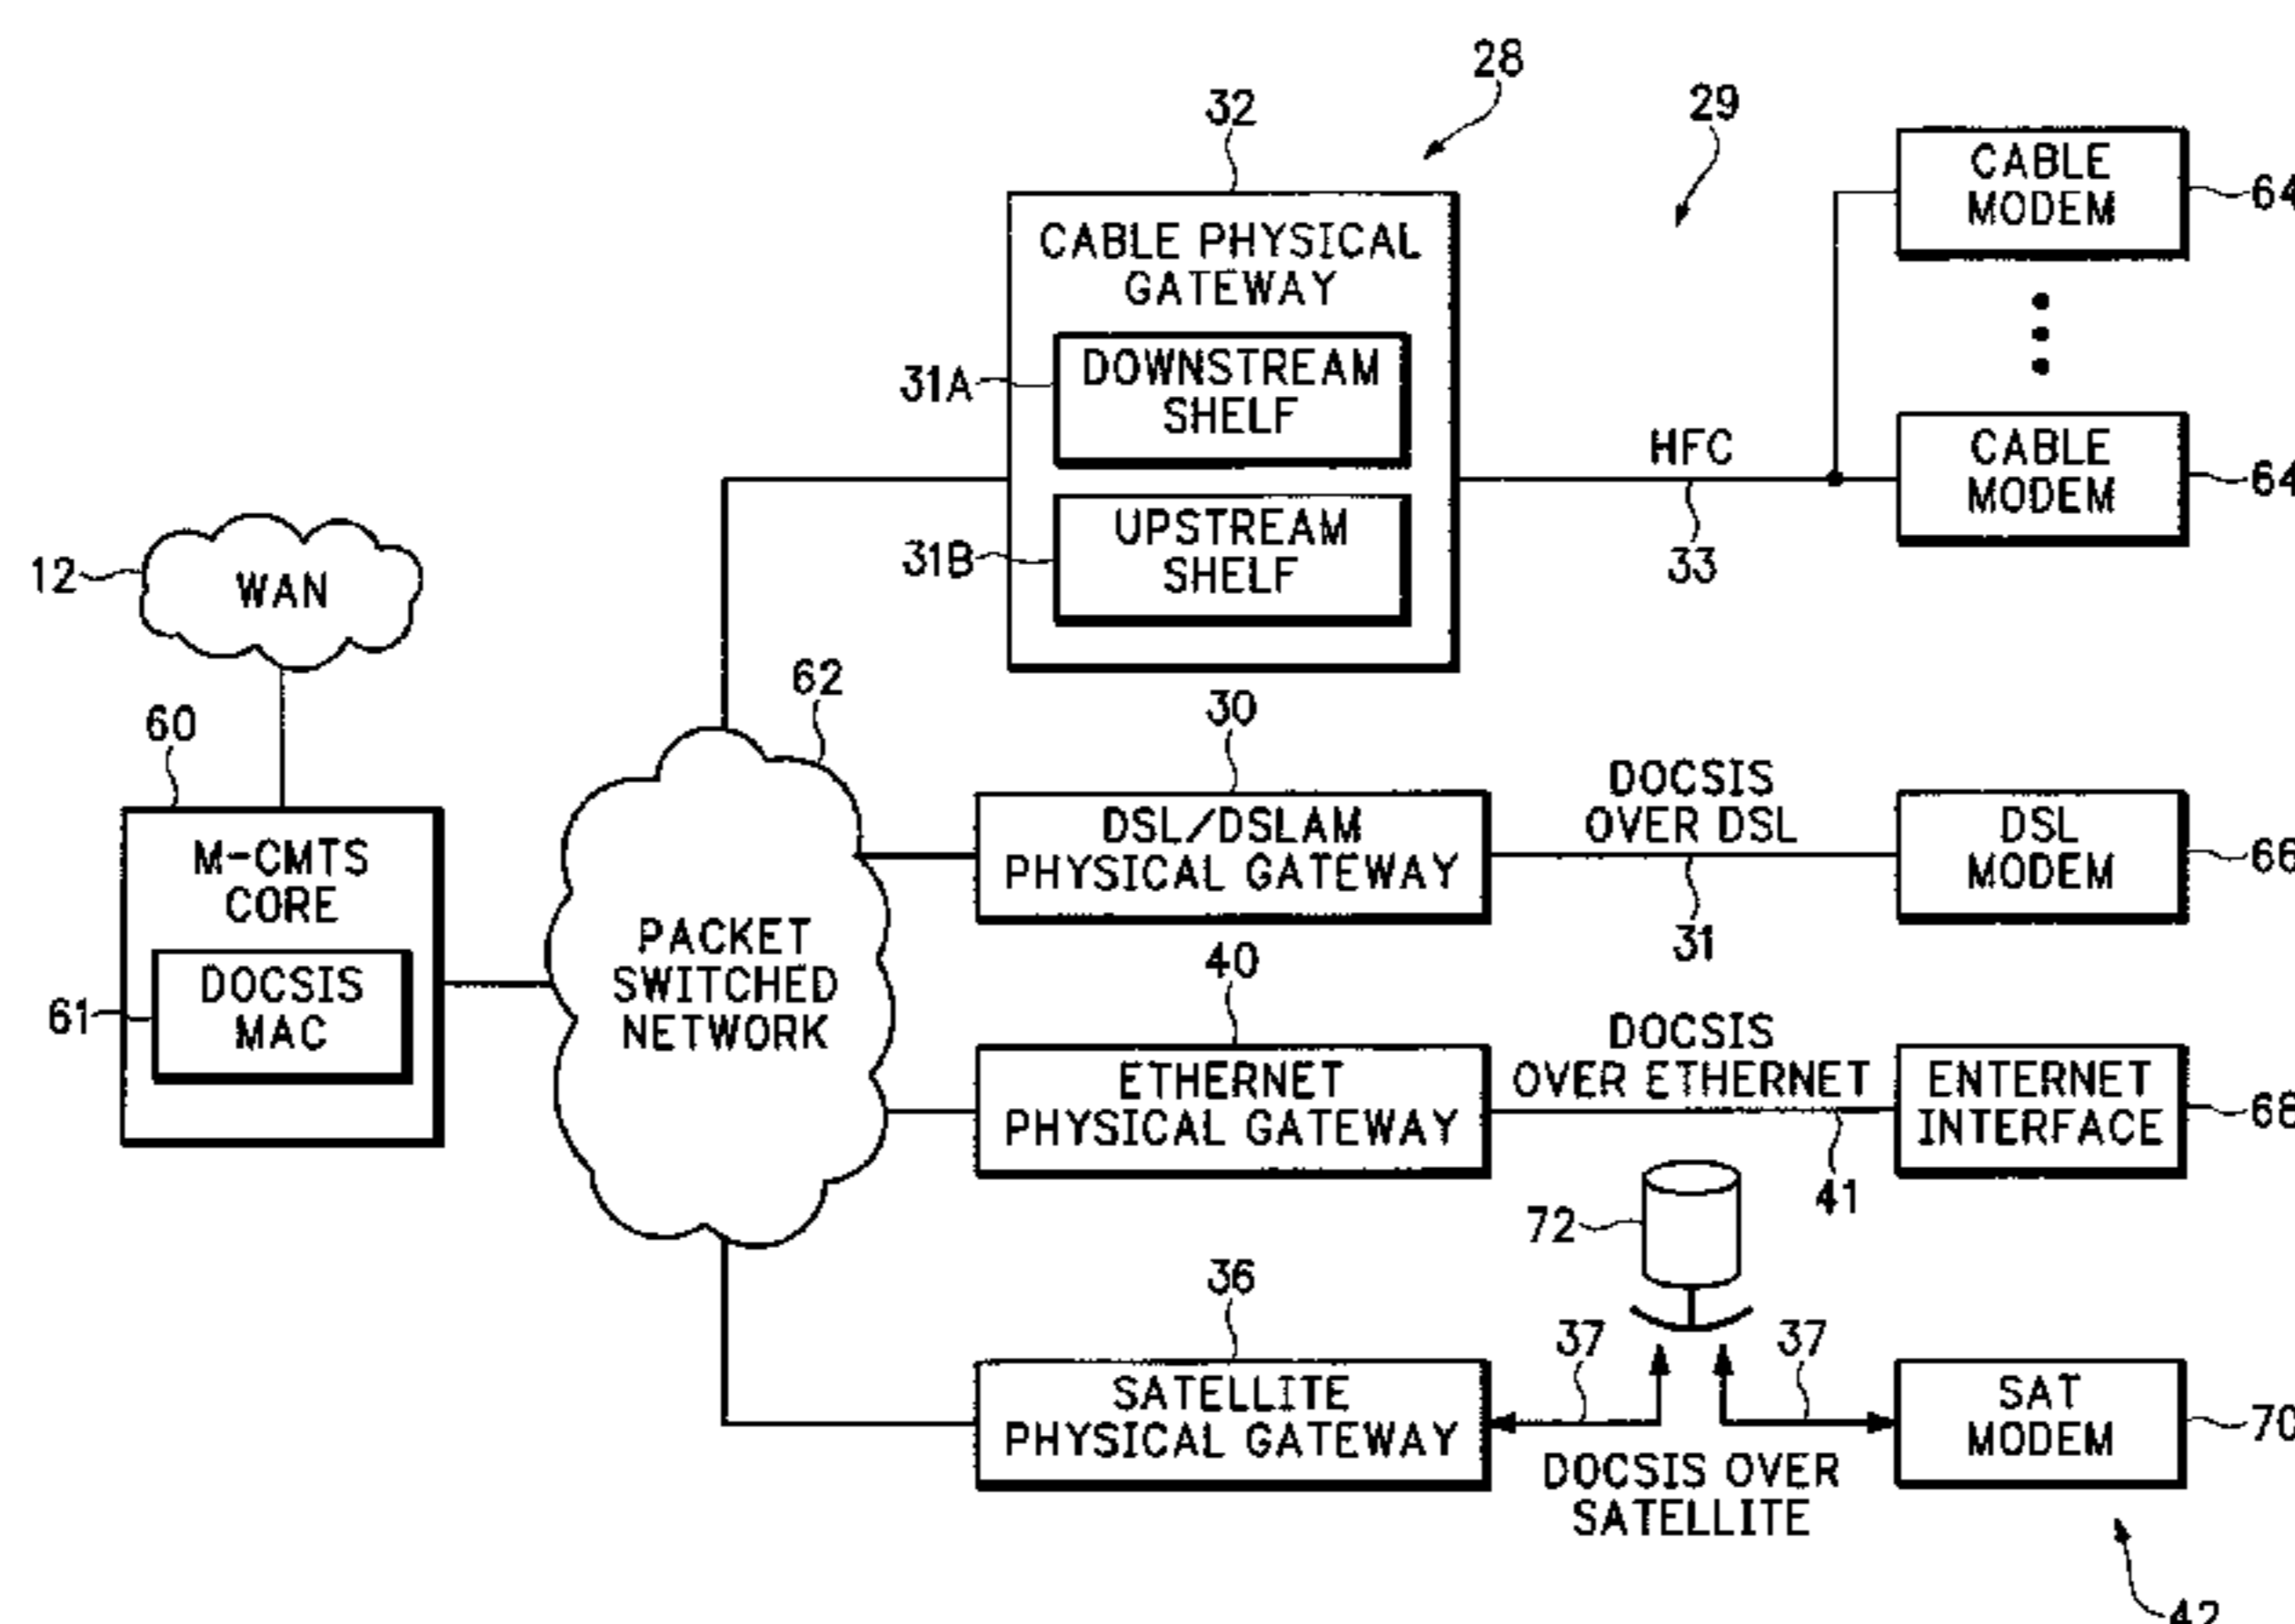 28
32
29
CABLE
MODEM
64
CABLE PHYSICAL
GATEWAY
31A
DOWNSTREAM
SHELF
HFC
CABLE
MODEM
64
31B
UPSTREAM
SHELF
33
12
WAN
62
60
30
M-CMTS
CORE
DSL/DSLAM
PHYSICAL GATEWAY
DOCSIS
OVER DSL
DSL
MODEM
66
31
PACKET
SWITCHED
NETWORK
61
DOCSIS
MAC
40
ETHERNET
PHYSICAL GATEWAY
DOCSIS
OVER ETHERNET
ENTERNET
INTERFACE
68
41
72
36
37
37
SATELLITE
PHYSICAL GATEWAY
SAT
MODEM
70
DOCSIS OVER
SATELLITE
42